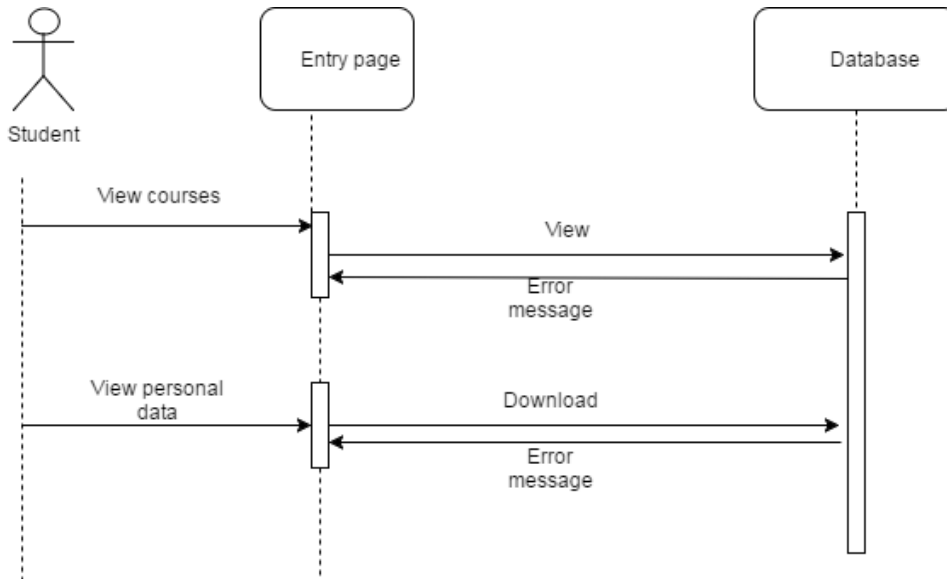 Entry page
Database
Student
View courses
View
Error
message
View personal
data
Download
Error
message